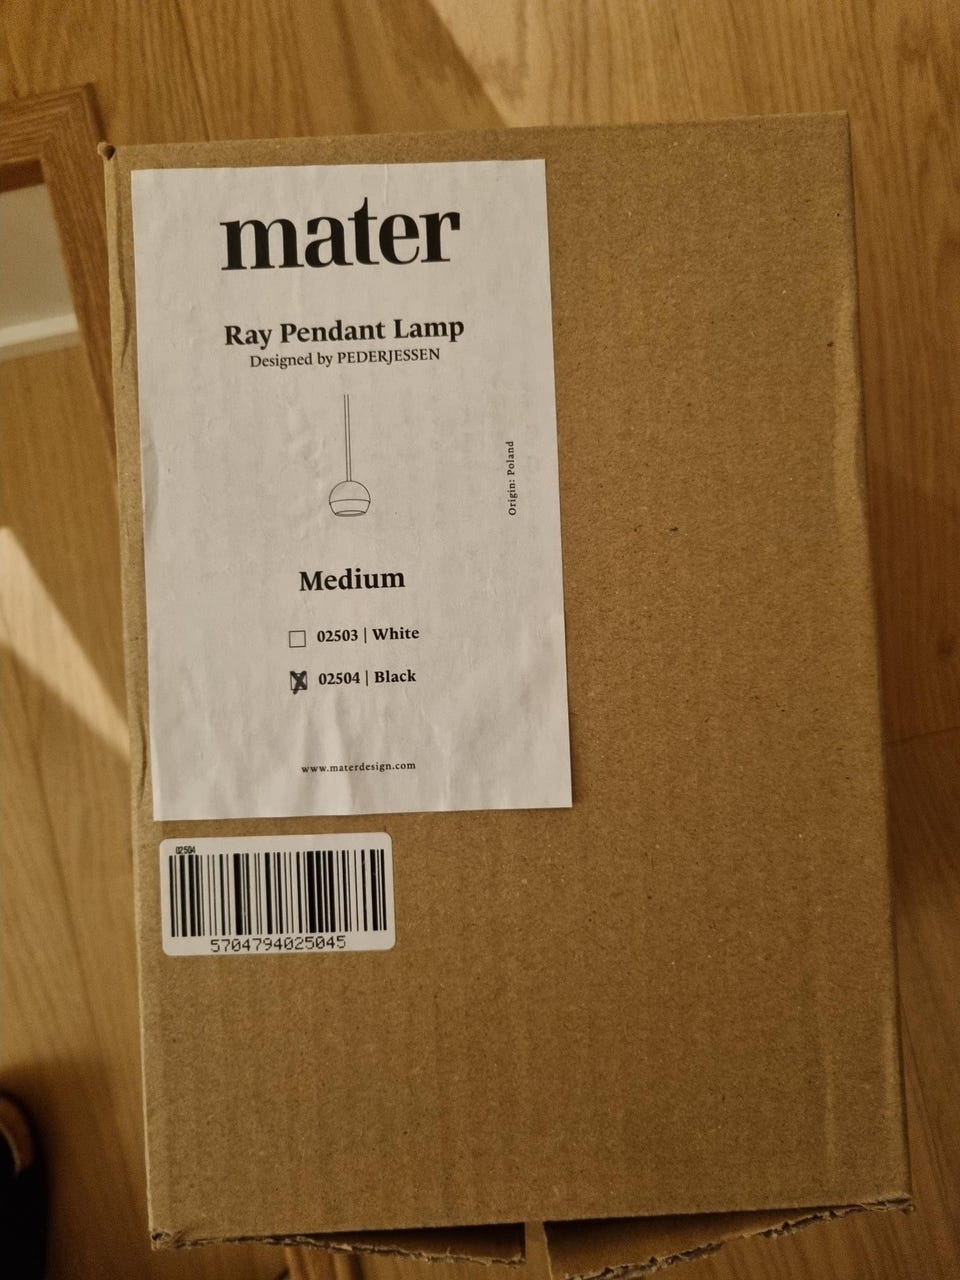 mater
Ray Pendant Lamp
Designed by PEDERJESSEN
Origin: Poland
Medium
02503 | White
02504 | Black
www.materdesign.com
02504
5704794025045